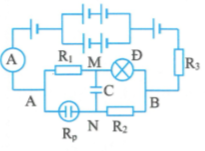 A
R₁ M Đ
R₃
A C B
Rₚ N R₂